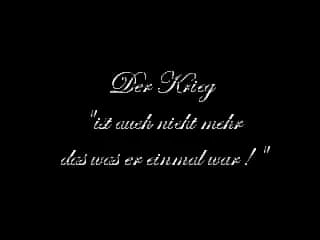 Der Krieg
"ist auch nicht mehr
das was er einmal war ! "